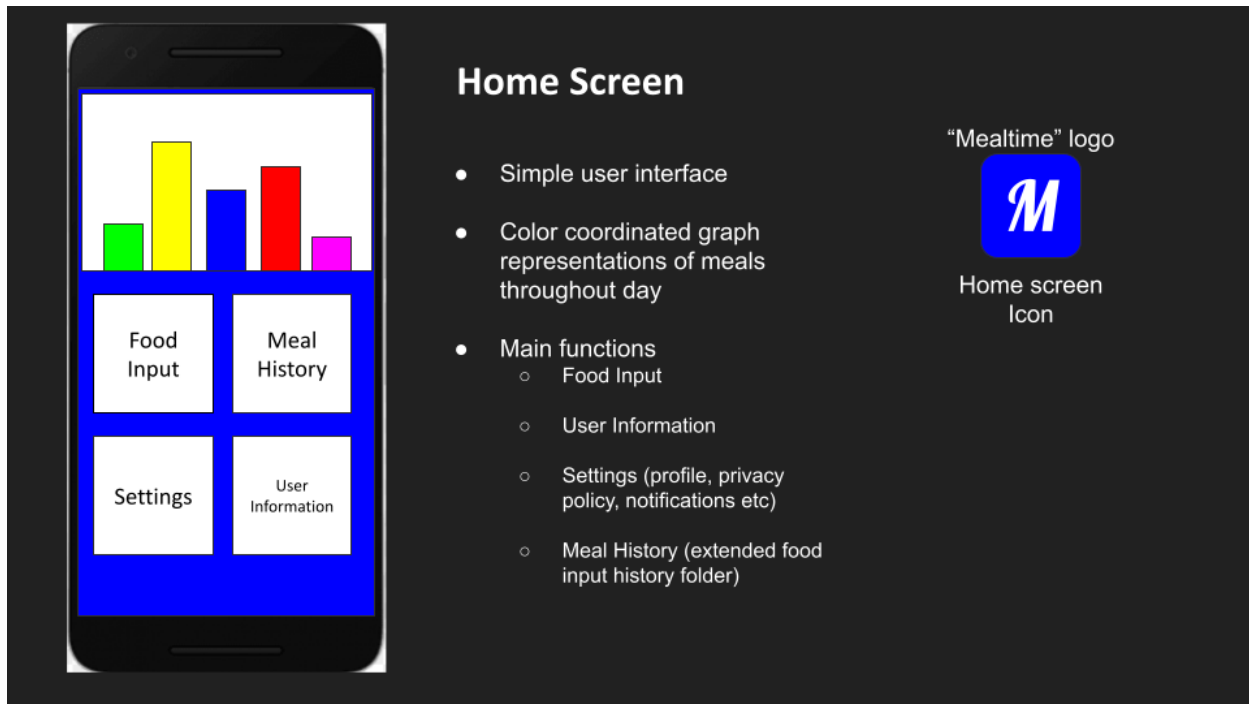 Food
Input
Meal
History
Settings
User
Information
Home Screen
● Simple user interface
● Color coordinated graph
representations of meals
throughout day
● Main functions
○ Food Input
○ User Information
○ Settings (profile, privacy
policy, notifications etc)
○ Meal History (extended food
input history folder)
“Mealtime” logo
M
Home screen
Icon